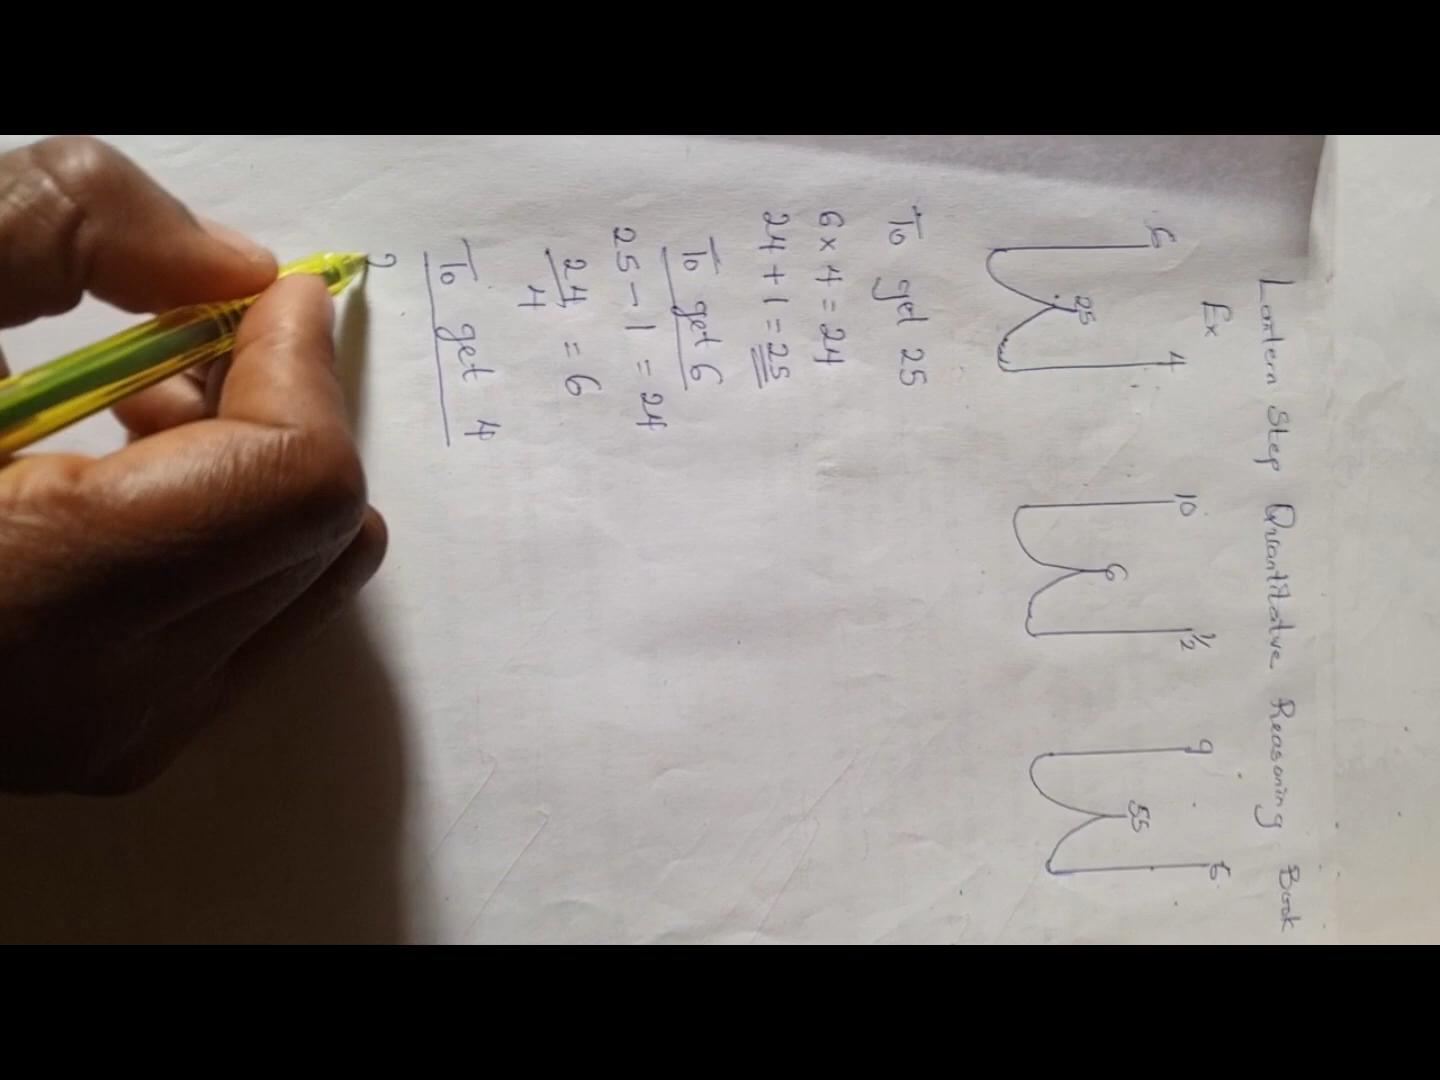 Lantern Step Quantitative Reasoning Book
Ex
6 4 10 1/2 9 6
25 6 55
To get 25
6 x 4 = 24
24 + 1 = 25
To get 6
25 - 1 = 24
24 = 6
4
To get 4
2